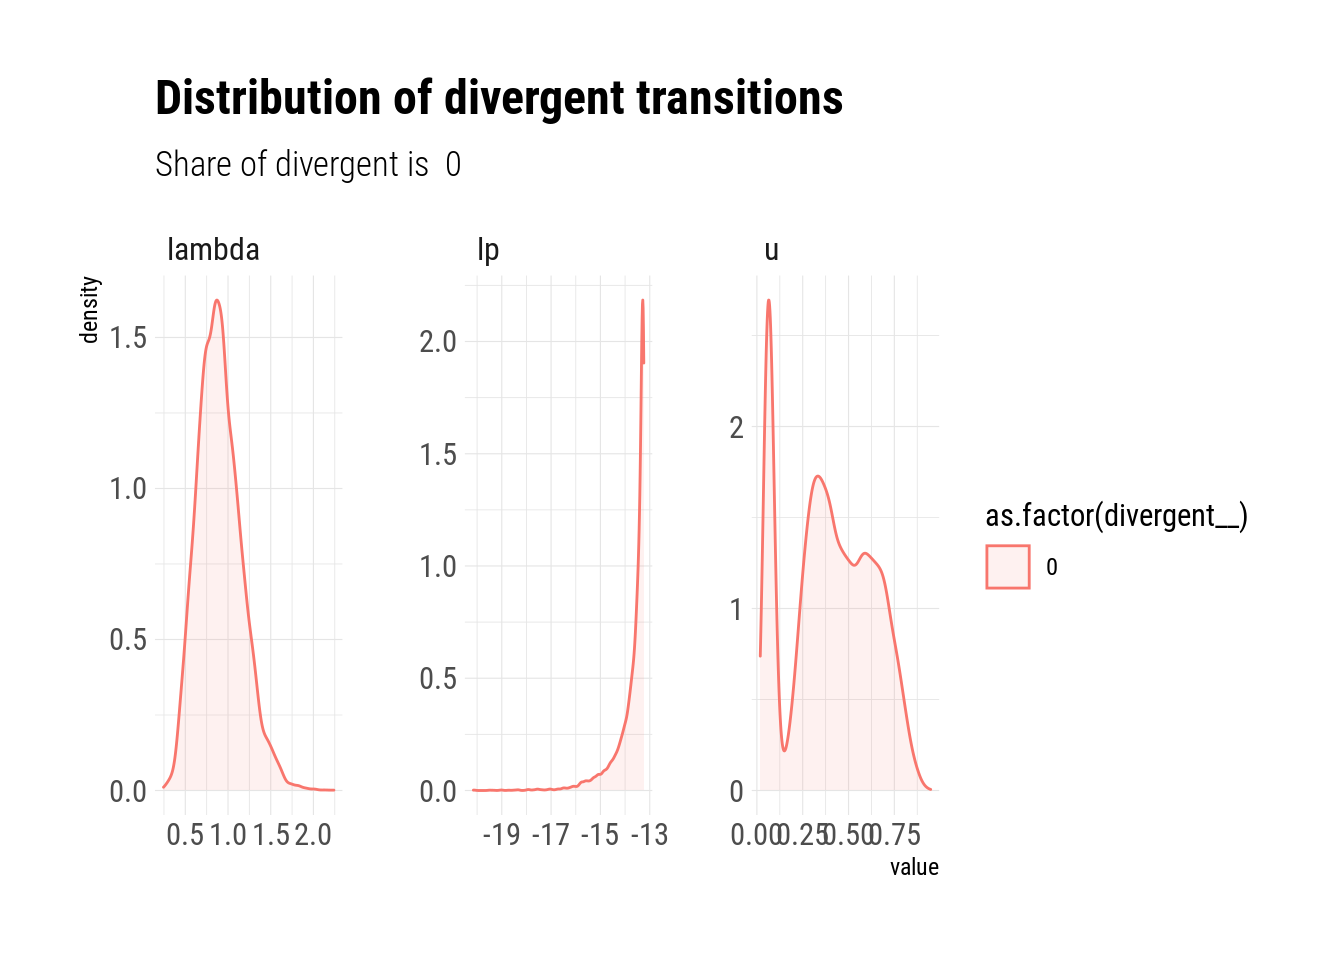 Distribution of divergent transitions
Share of divergent is  0
lambda
lp
u
density
1.5
1.0
0.5
0.0
2.0
1.5
1.0
0.5
0.0
2
1
0
0.5 1.0 1.5 2.0
-19 -17 -15 -13
0.00 0.25 0.50 0.75
value
as.factor(divergent__)
0